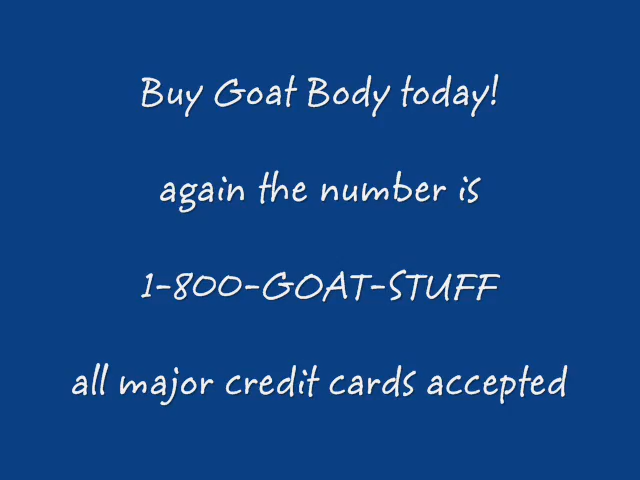 Buy Goat Body today!
again the number is
1-800-GOAT-STUFF
all major credit cards accepted